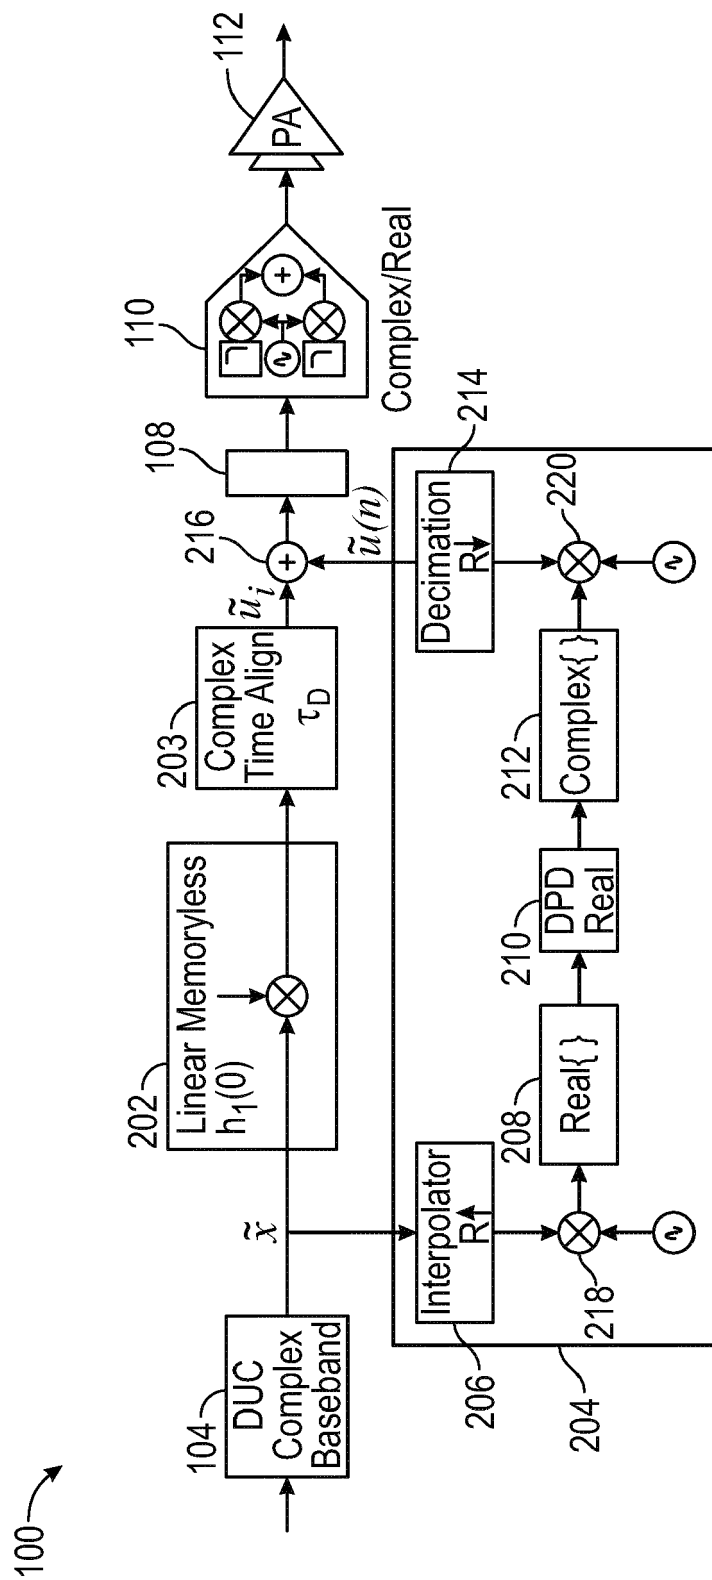 100
104
DUC
Complex
Baseband
x̃
202
Linear Memoryless
h₁(0)
203
Complex
Time Align
τ_D
ũᵢ
216
+
ũ(n)
108
110
+
Complex/Real
112
PA
204
206
Interpolator
R↑
218
208
Real{ }
210
DPD
Real
212
Complex{ }
220
214
Decimation
R↓